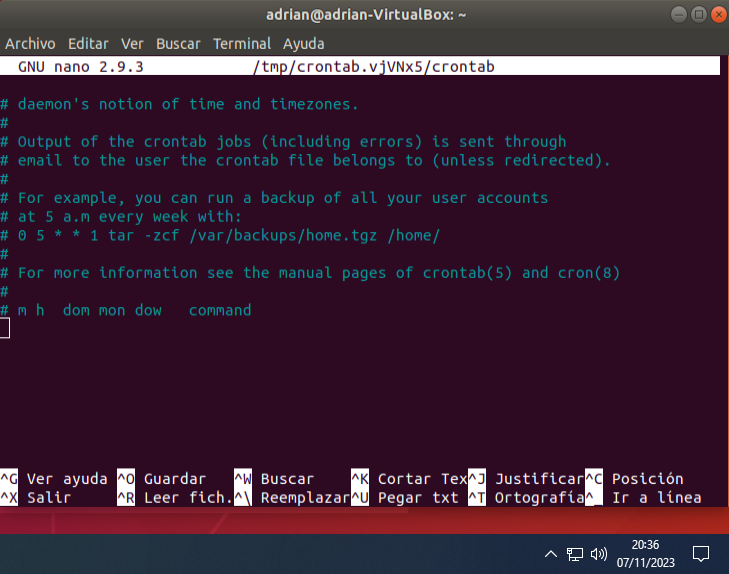 adrian@adrian-VirtualBox: ~
Archivo Editar Ver Buscar Terminal Ayuda
GNU nano 2.9.3 /tmp/crontab.vjVNx5/crontab
# daemon's notion of time and timezones.
#
# Output of the crontab jobs (including errors) is sent through
# email to the user the crontab file belongs to (unless redirected).
#
# For example, you can run a backup of all your user accounts
# at 5 a.m every week with:
# 0 5 * * 1 tar -zcf /var/backups/home.tgz /home/
#
# For more information see the manual pages of crontab(5) and cron(8)
#
# m h  dom mon dow   command
^G Ver ayuda ^O Guardar ^W Buscar ^K Cortar Tex^J Justificar^C Posición
^X Salir ^R Leer fich.^\ Reemplazar^U Pegar txt ^T Ortografía^_ Ir a línea
20:36
07/11/2023